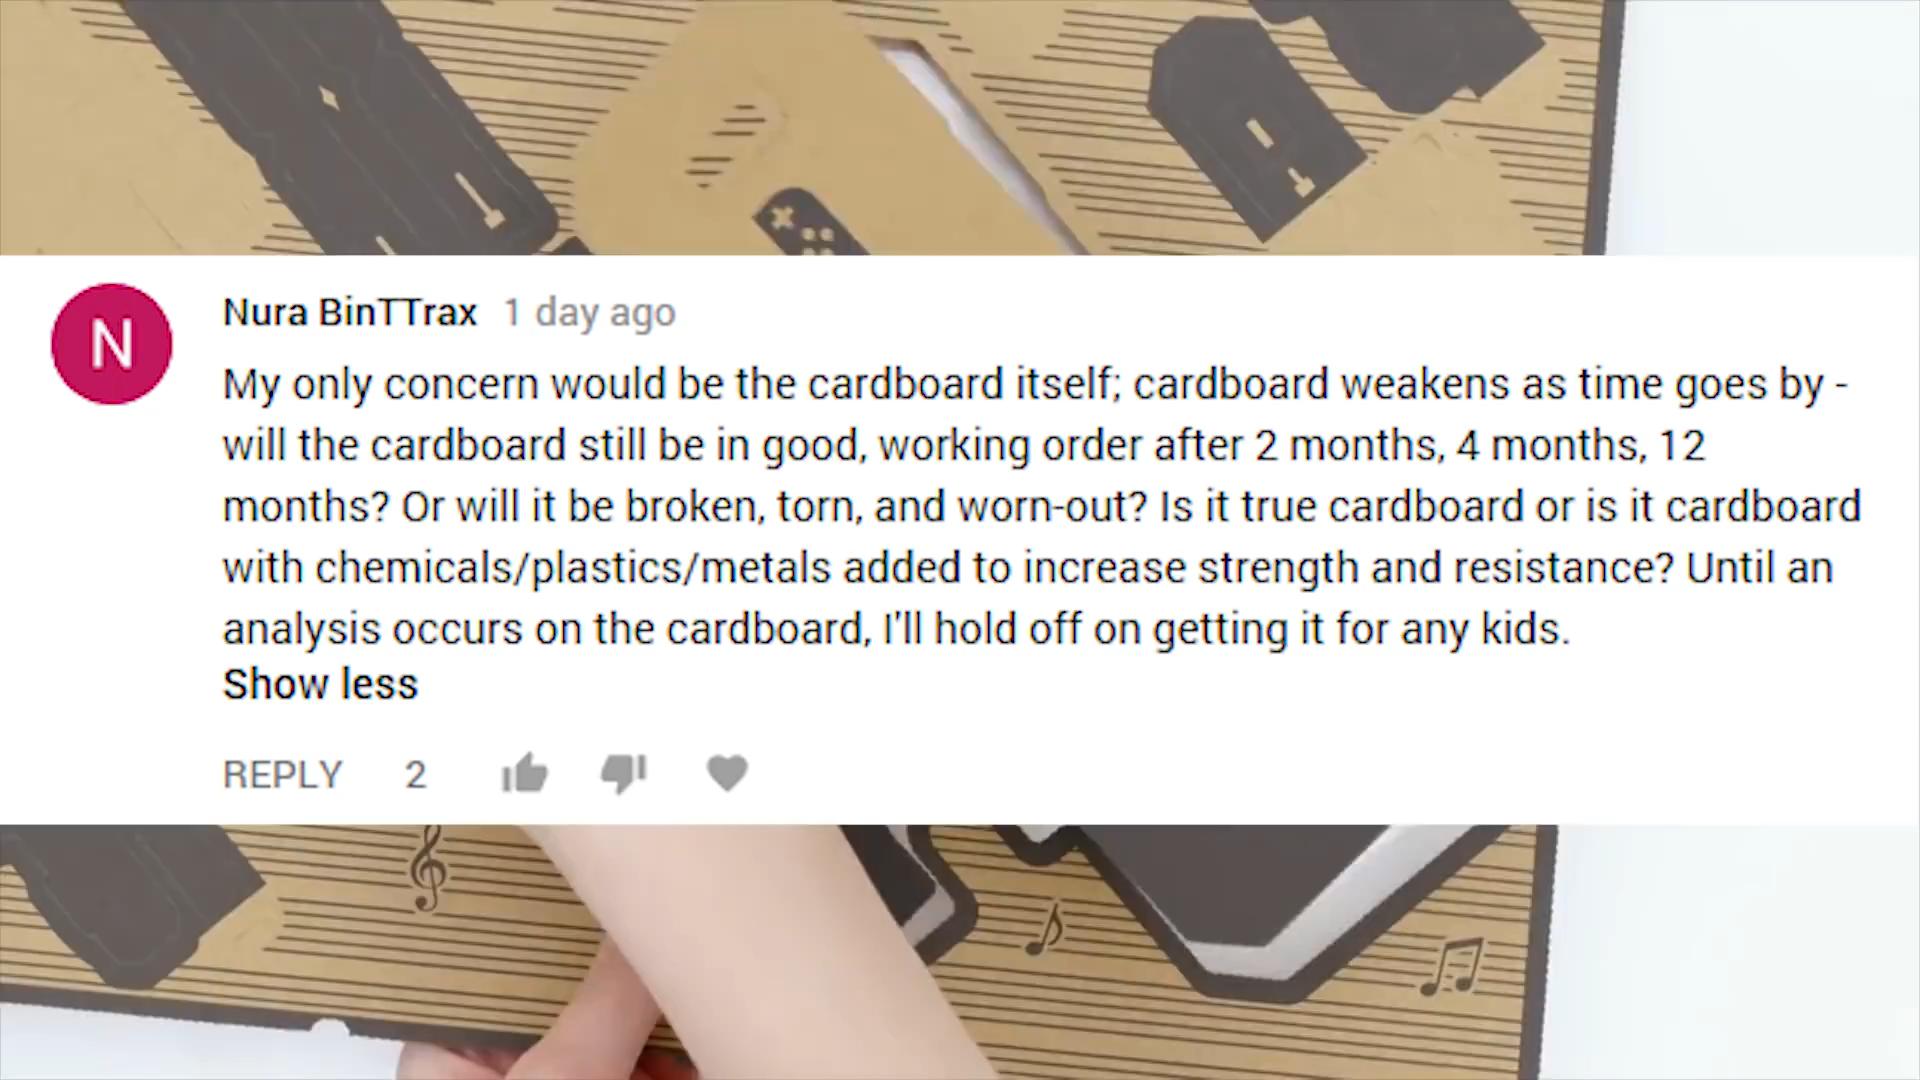 N
Nura BinTTrax 1 day ago
My only concern would be the cardboard itself; cardboard weakens as time goes by -
will the cardboard still be in good, working order after 2 months, 4 months, 12
months? Or will it be broken, torn, and worn-out? Is it true cardboard or is it cardboard
with chemicals/plastics/metals added to increase strength and resistance? Until an
analysis occurs on the cardboard, I'll hold off on getting it for any kids.
Show less
REPLY 2